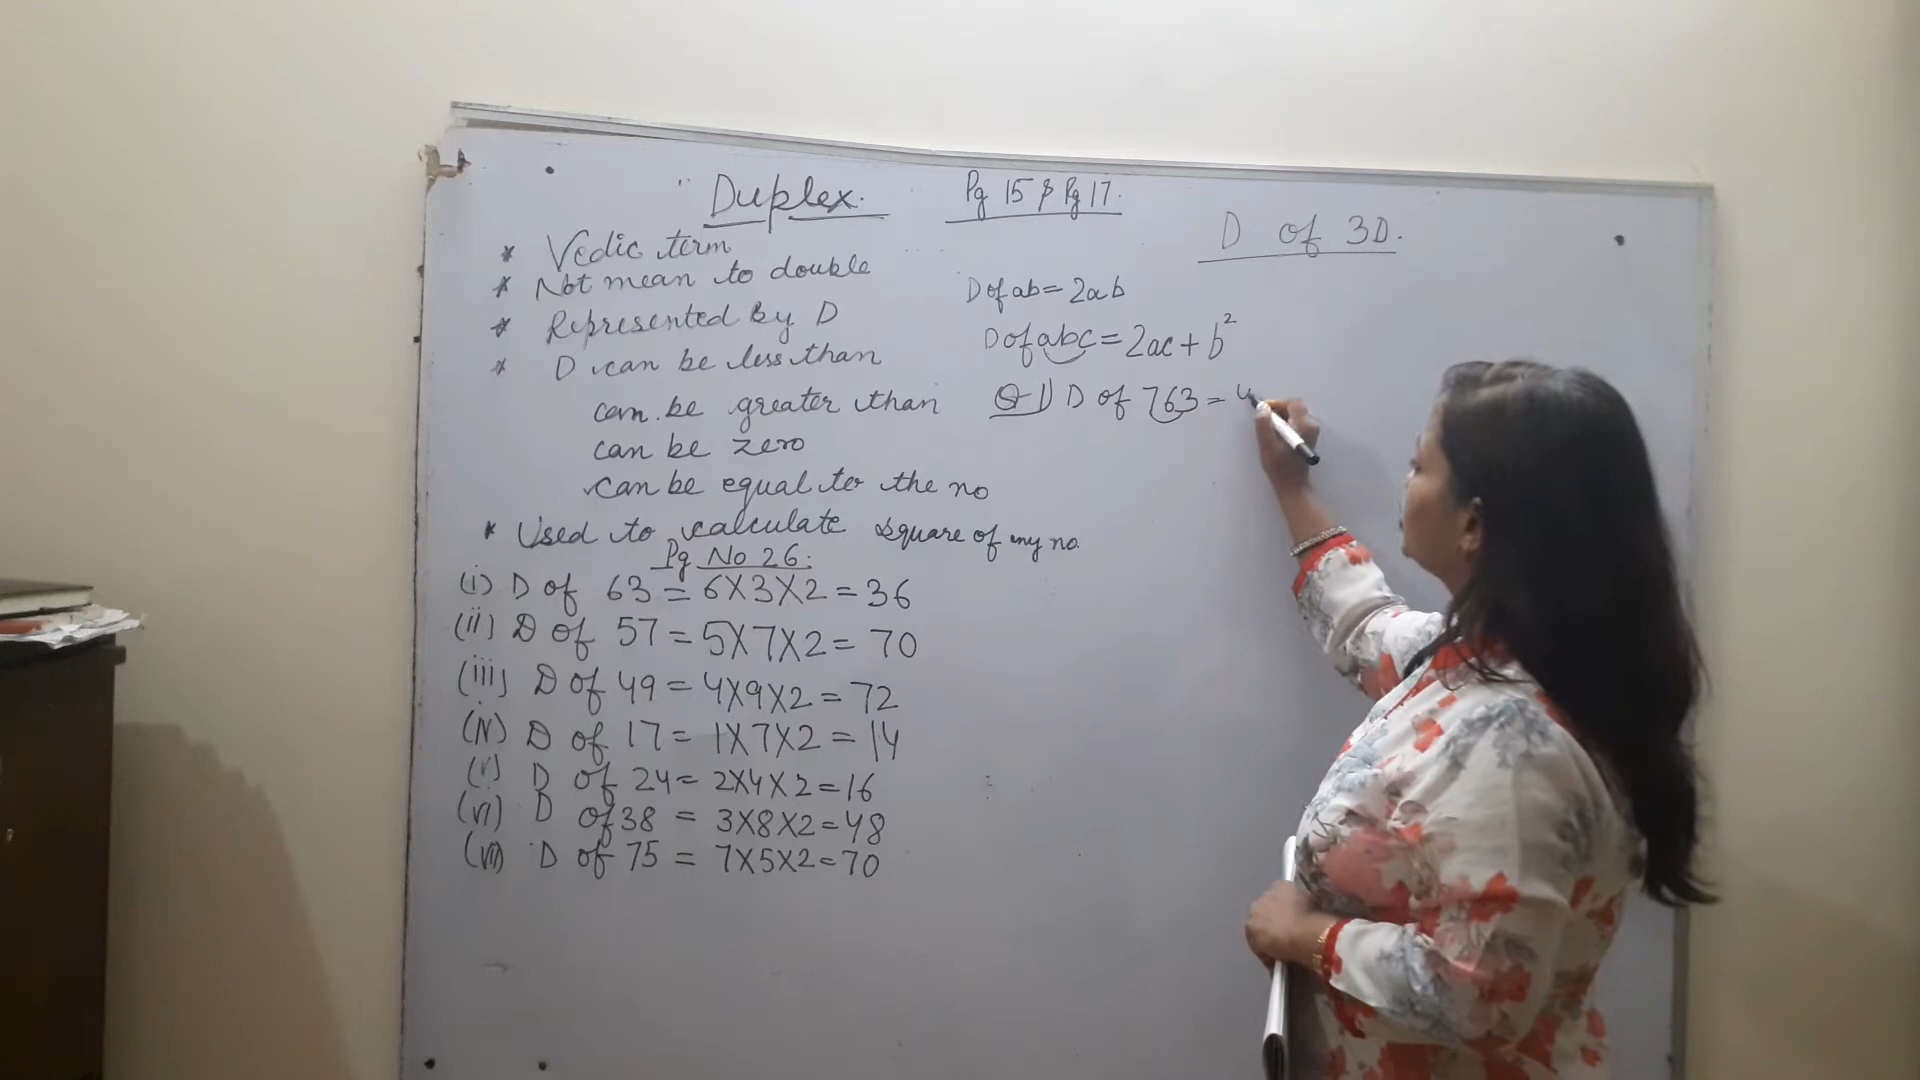 Duplex.
Pg 15 & Pg 17.
* Vedic term
* Not mean to double
* Represented by D
* D can be less than
can be greater than
can be zero
can be equal to the no
* Used to calculate square of any no.
Pg No 26:
(i) D of 63 = 6X3X2 = 36
(ii) D of 57 = 5X7X2 = 70
(iii) D of 49 = 4X9X2 = 72
(iv) D of 17 = 1X7X2 = 14
(v) D of 24 = 2X4X2 = 16
(vi) D of 38 = 3X8X2 = 48
(vii) D of 75 = 7X5X2 = 70
D of 3D.
D of ab = 2ab
D of abc = 2ac + b²
Q1) D of 763 = 4